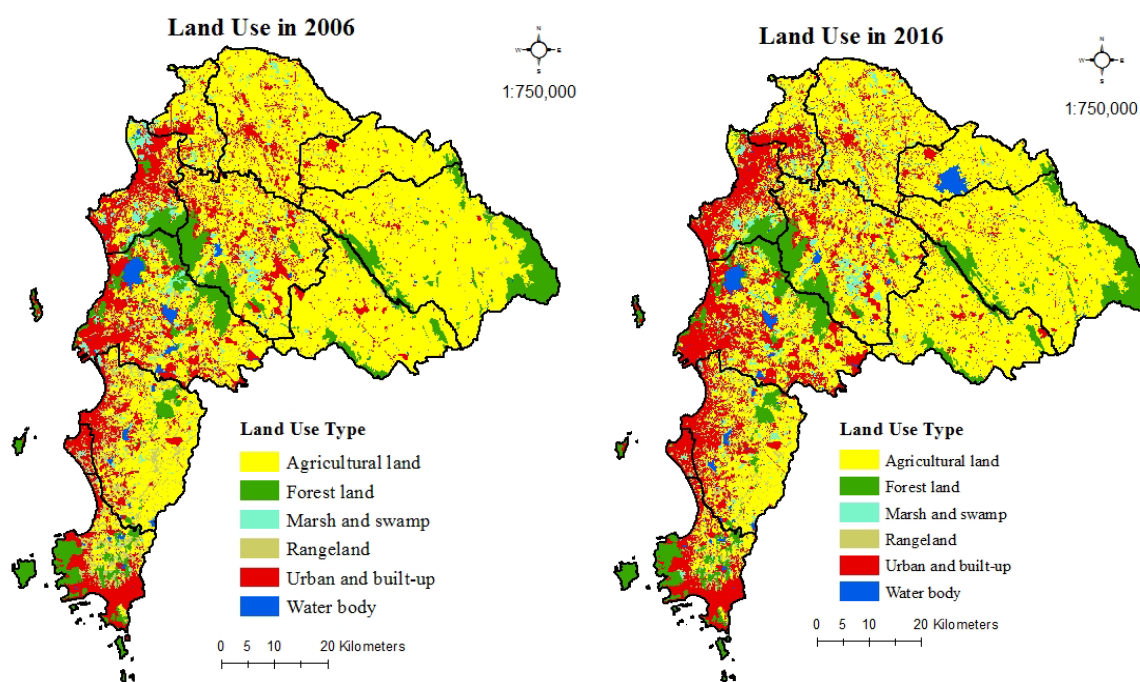 Land Use in 2006
N
W E
S
1:750,000
Land Use Type
Agricultural land
Forest land
Marsh and swamp
Rangeland
Urban and built-up
Water body
0 5 10 20 Kilometers
Land Use in 2016
N
W E
S
1:750,000
Land Use Type
Agricultural land
Forest land
Marsh and swamp
Rangeland
Urban and built-up
Water body
0 5 10 20 Kilometers